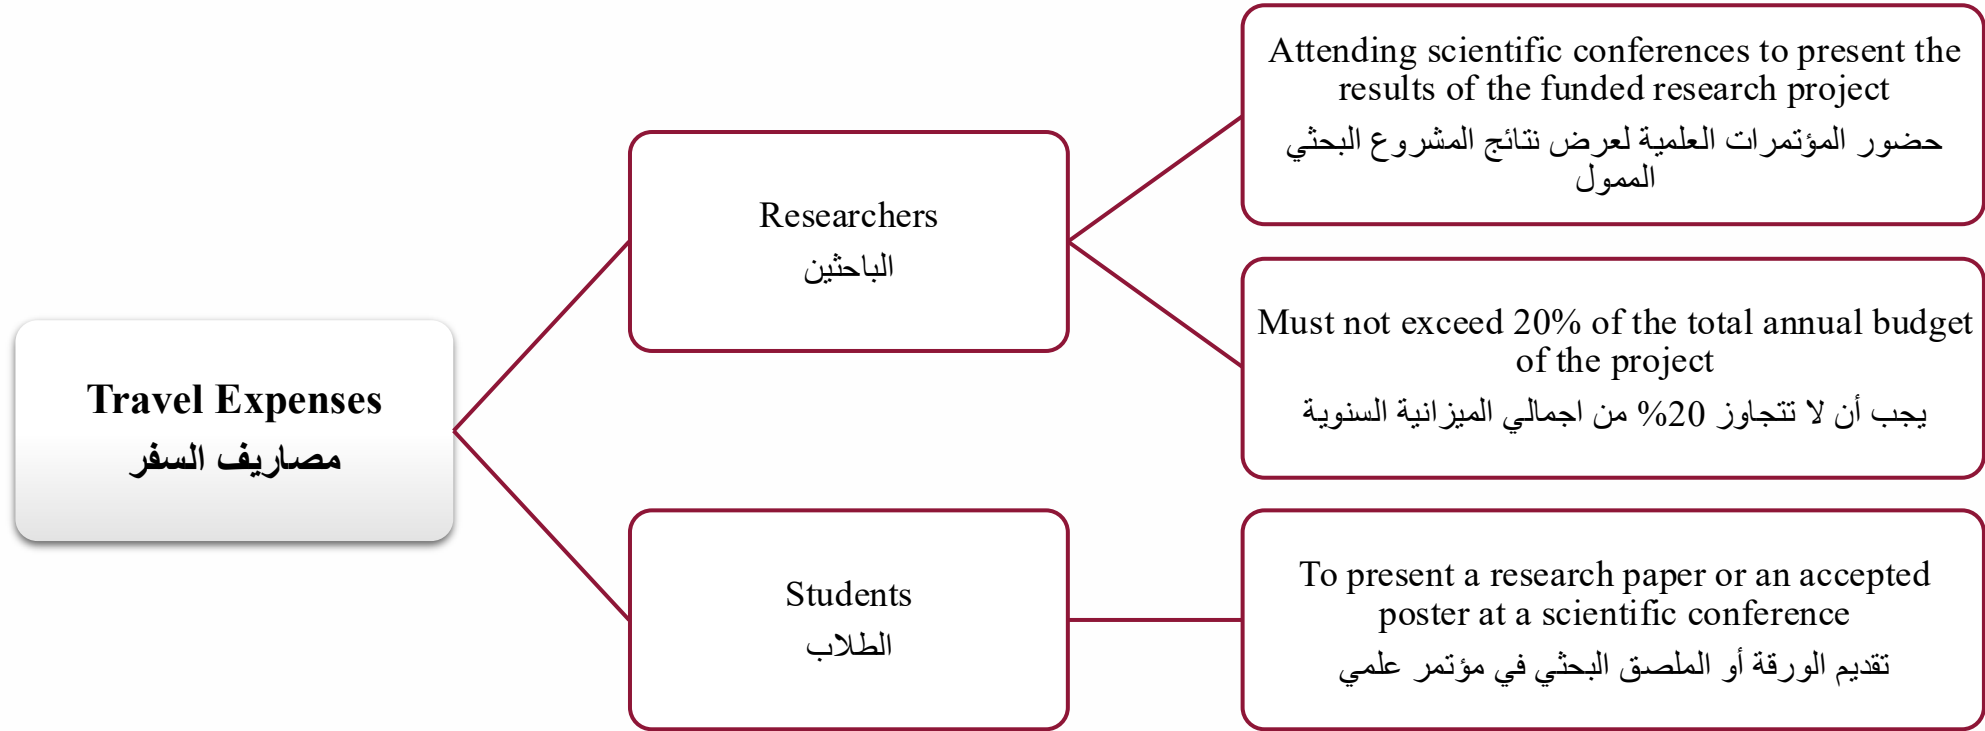 Travel Expenses
مصاريف السفر
Researchers
الباحثين
Attending scientific conferences to present the
results of the funded research project
حضور المؤتمرات العلمية لعرض نتائج المشروع البحثي
الممول
Must not exceed 20% of the total annual budget
of the project
يجب أن لا تتجاوز 20% من اجمالي الميزانية السنوية
Students
الطلاب
To present a research paper or an accepted
poster at a scientific conference
تقديم الورقة أو الملصق البحثي في مؤتمر علمي